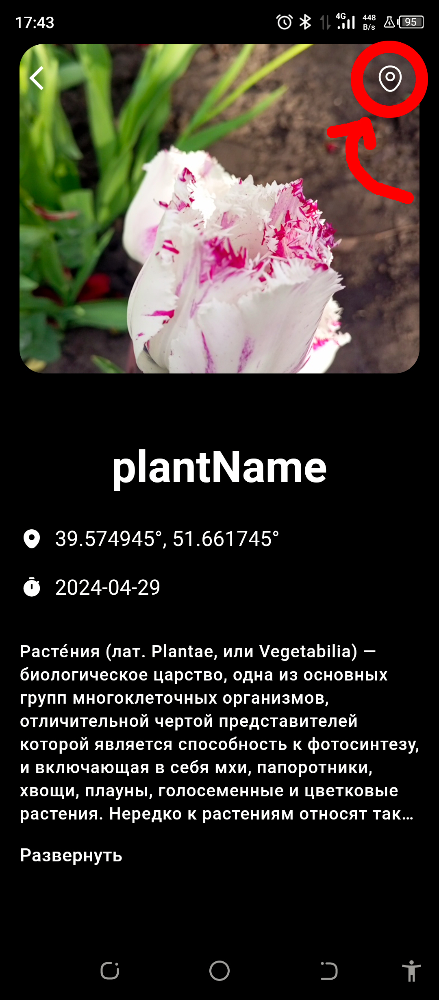 17:43
4G
448
B/s
95
plantName
39.574945°, 51.661745°
2024-04-29
Расте́ния (лат. Plantae, или Vegetabilia) —
биологическое царство, одна из основных
групп многоклеточных организмов,
отличительной чертой представителей
которой является способность к фотосинтезу,
и включающая в себя мхи, папоротники,
хвощи, плауны, голосеменные и цветковые
растения. Нередко к растениям относят так...
Развернуть